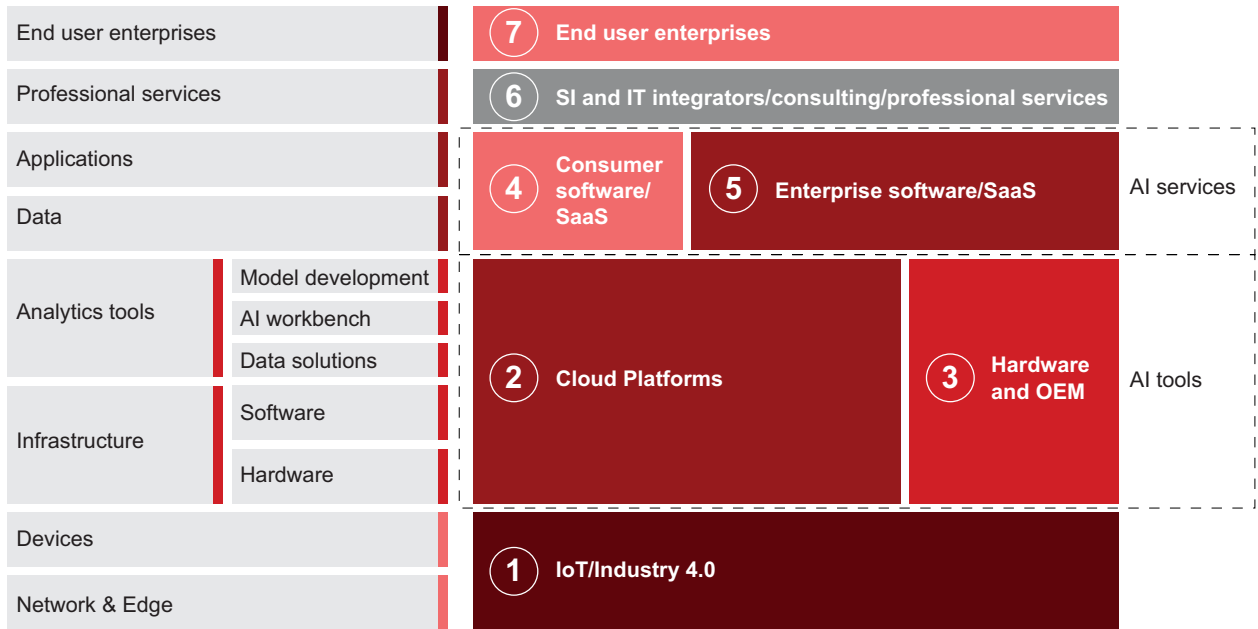 End user enterprises
Professional services
Applications
Data
Analytics tools
Model development
AI workbench
Data solutions
Infrastructure
Software
Hardware
Devices
Network & Edge
7 End user enterprises
6 SI and IT integrators/consulting/professional services
4 Consumer
software/
SaaS
5 Enterprise software/SaaS
AI services
2 Cloud Platforms
3 Hardware
and OEM
AI tools
1 IoT/Industry 4.0